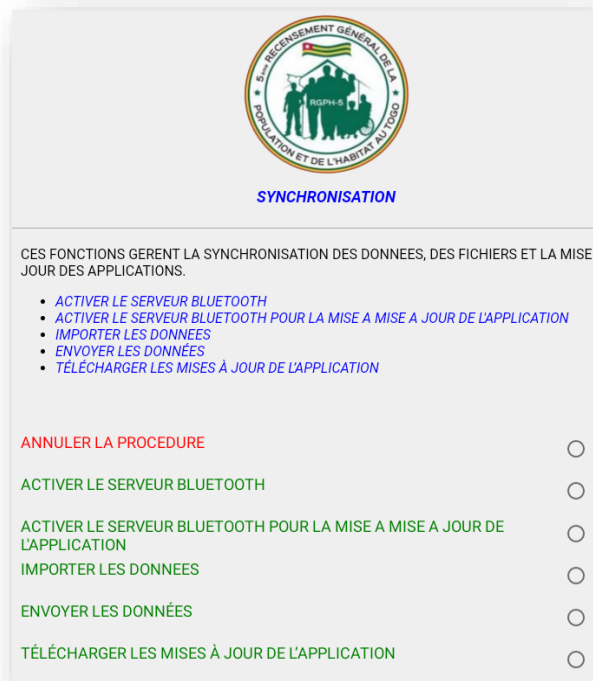 5ème RECENSEMENT GÉNÉRAL DE LA
POPULATION ET DE L'HABITAT AU TOGO
RGPH-5
SYNCHRONISATION
CES FONCTIONS GERENT LA SYNCHRONISATION DES DONNEES, DES FICHIERS ET LA MISE
JOUR DES APPLICATIONS.
ACTIVER LE SERVEUR BLUETOOTH
ACTIVER LE SERVEUR BLUETOOTH POUR LA MISE A MISE A JOUR DE L'APPLICATION
IMPORTER LES DONNEES
ENVOYER LES DONNÉES
TÉLÉCHARGER LES MISES À JOUR DE L'APPLICATION
ANNULER LA PROCEDURE
ACTIVER LE SERVEUR BLUETOOTH
ACTIVER LE SERVEUR BLUETOOTH POUR LA MISE A MISE A JOUR DE
L'APPLICATION
IMPORTER LES DONNEES
ENVOYER LES DONNÉES
TÉLÉCHARGER LES MISES À JOUR DE L'APPLICATION